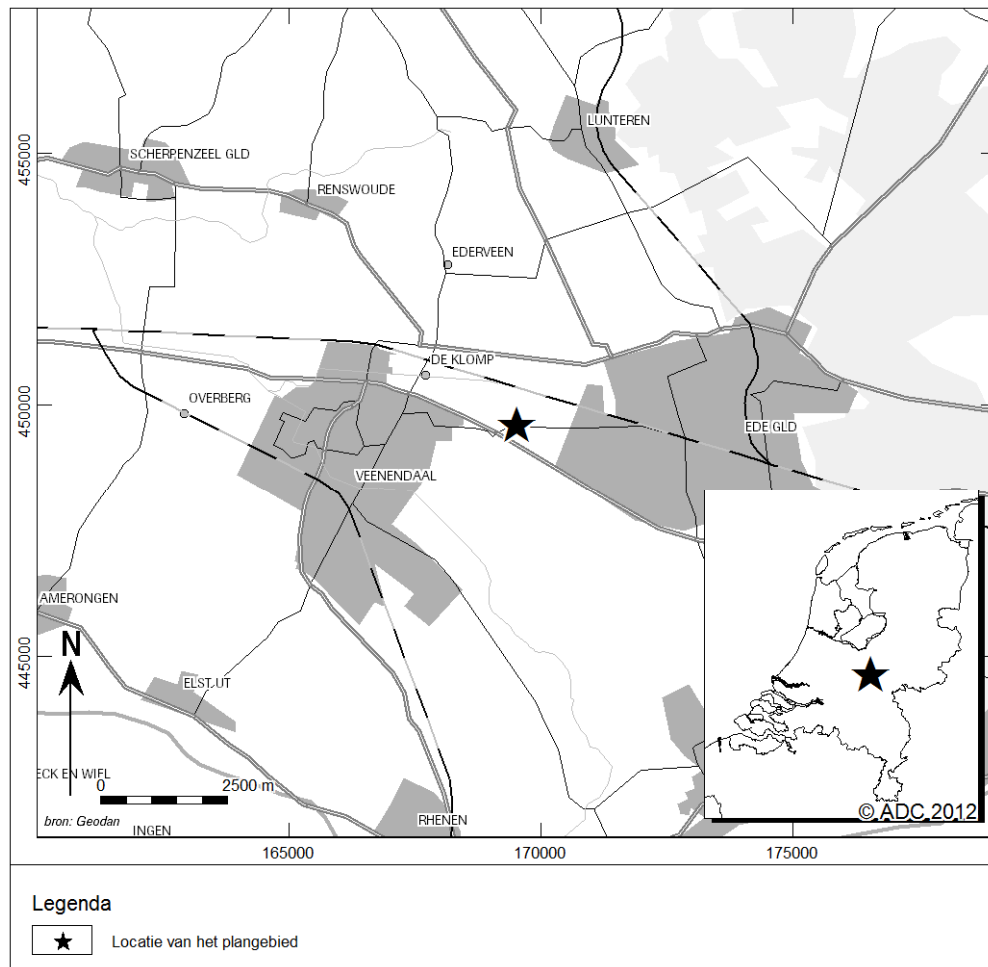 LUNTEREN
SCHERPENZEEL GLD
RENSWOUDE
EDERVEEN
DE KLOMP
OVERBERG
EDE GLD
VEENENDAAL
AMERONGEN
N
ELST UT
ECK EN WIFL
0 2500 m
bron: Geodan
INGEN
RHENEN
© ADC 2012
455000
450000
445000
165000 170000 175000
Legenda
Locatie van het plangebied